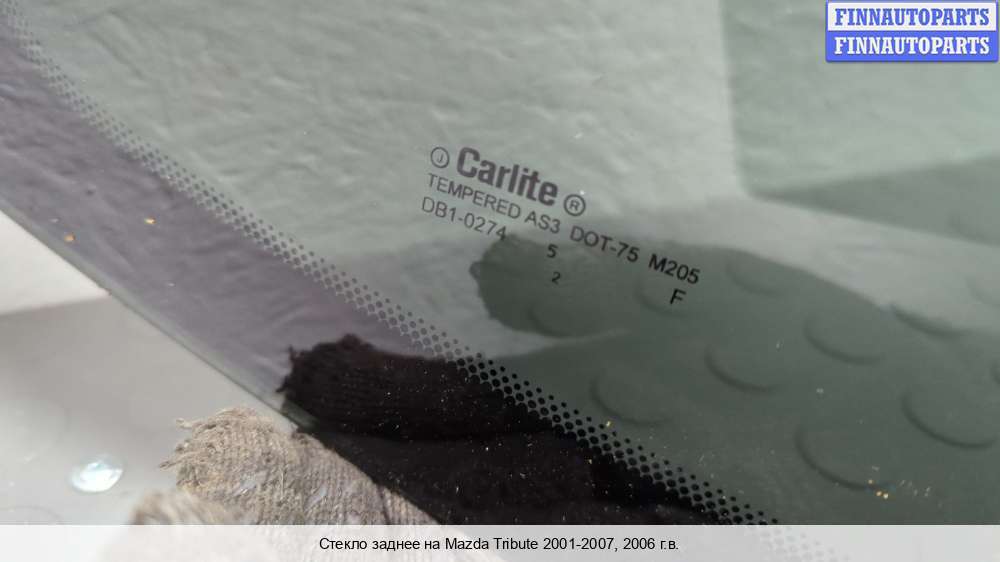 FINNAUTOPARTS
FINNAUTOPARTS
J Carlite ®
TEMPERED AS3 DOT-75 M205
DB1-0274 5 F
2
Стекло заднее на Mazda Tribute 2001-2007, 2006 г.в.